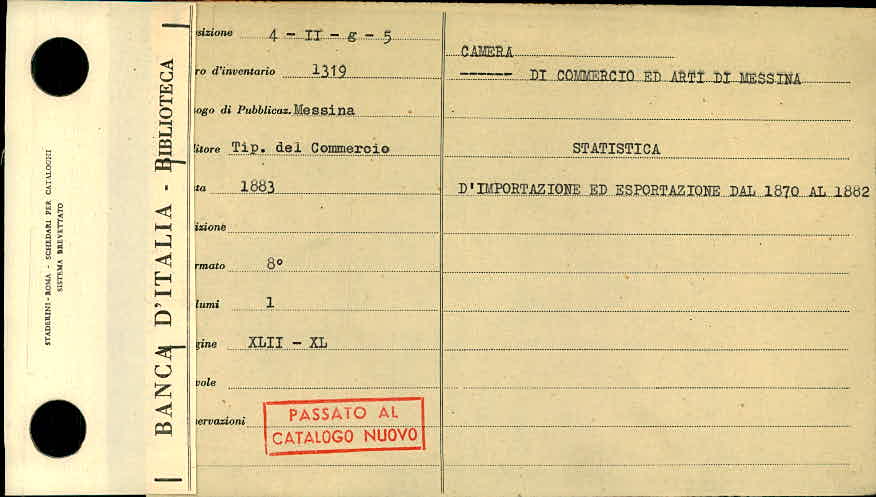 STADERINI - ROMA - SCHEDARI PER CATALOGHI
SISTEMA BREVETTATO
BANCA D'ITALIA - BIBLIOTECA
sizione 4 - II - g - 5
ro d'inventario 1319
ogo di Pubblicaz. Messina
itore Tip. del Commercio
ta 1883
izione
rmato 8°
lumi 1
gine XLII - XL
vole
ervazioni
PASSATO AL
CATALOGO NUOVO
CAMERA
------ DI COMMERCIO ED ARTI DI MESSINA
STATISTICA
D'IMPORTAZIONE ED ESPORTAZIONE DAL 1870 AL 1882